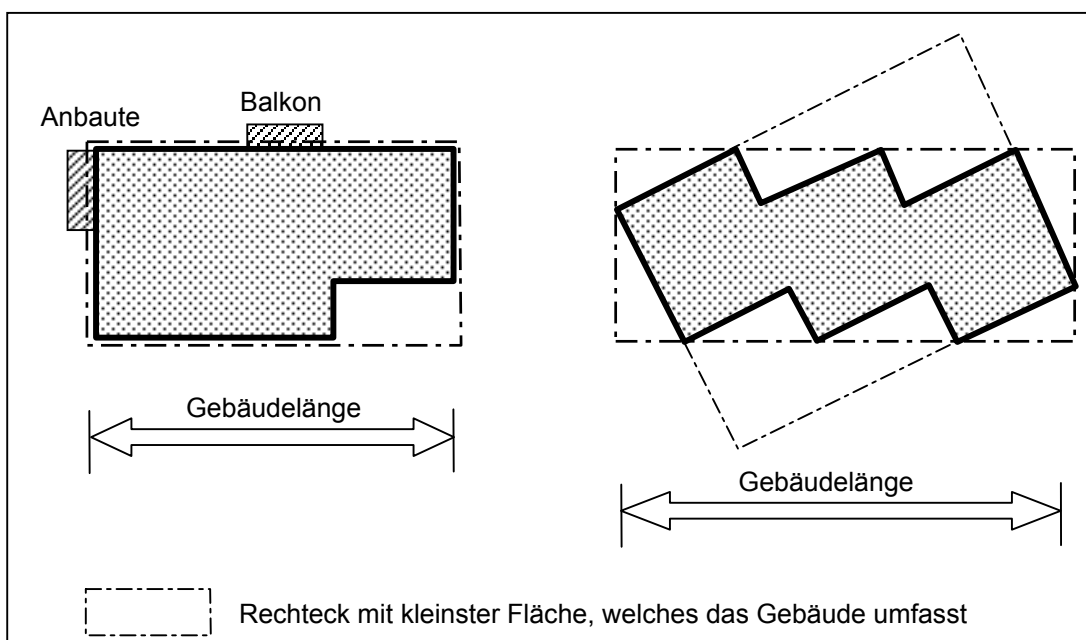 Balkon
Anbaute
Gebäudelänge
Gebäudelänge
Rechteck mit kleinster Fläche, welches das Gebäude umfasst